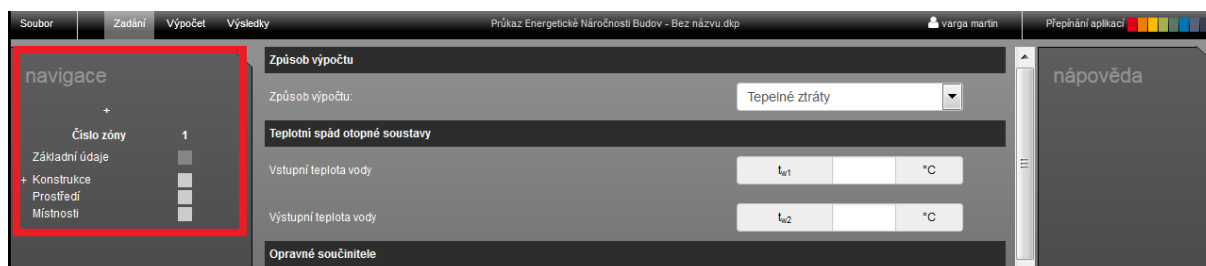 Soubor Zadání Výpočet Výsledky Průkaz Energetické Náročnosti Budov - Bez názvu.dkp varga martin Přepínání aplikací
navigace
+
Číslo zóny 1
Základní údaje
+ Konstrukce
Prostředí
Místnosti
Způsob výpočtu
Způsob výpočtu: Tepelné ztráty
Teplotní spád otopné soustavy
Vstupní teplota vody tw1 °C
Výstupní teplota vody tw2 °C
Opravné součinitele
nápověda